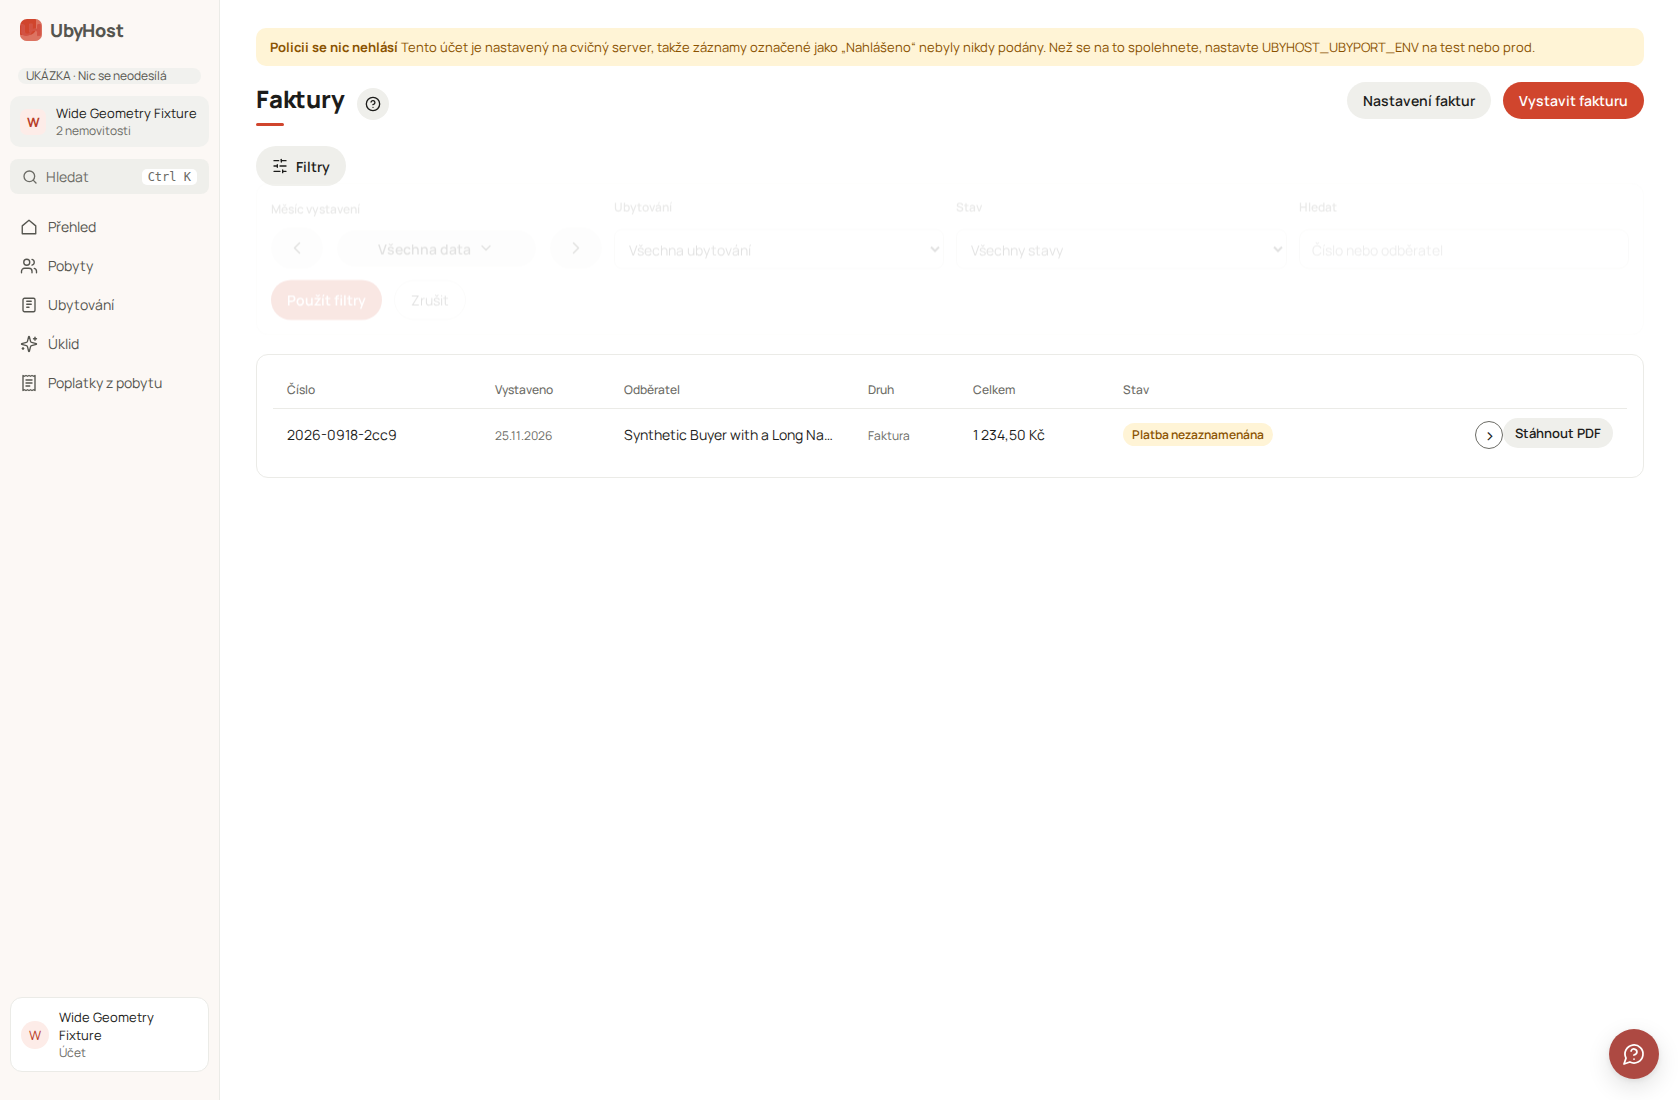 UbyHost
UKÁZKA · Nic se neodesílá
W
Wide Geometry Fixture
2 nemovitosti
Hledat
Ctrl K
Přehled
Pobyty
Ubytování
Úklid
Poplatky z pobytu
W
Wide Geometry
Fixture
Účet
Policii se nic nehlásí Tento účet je nastavený na cvičný server, takže záznamy označené jako „Nahlášeno“ nebyly nikdy podány. Než se na to spolehnete, nastavte UBYHOST_UBYPORT_ENV na test nebo prod.
Faktury
Nastavení faktur
Vystavit fakturu
Filtry
Měsíc vystavení
Ubytování
Stav
Hledat
Všechna data
Všechna ubytování
Všechny stavy
Číslo nebo odběratel
Použít filtry
Zrušit
Číslo
Vystaveno
Odběratel
Druh
Celkem
Stav
2026-0918-2cc9
25.11.2026
Synthetic Buyer with a Long Na...
Faktura
1 234,50 Kč
Platba nezaznamenána
Stáhnout PDF